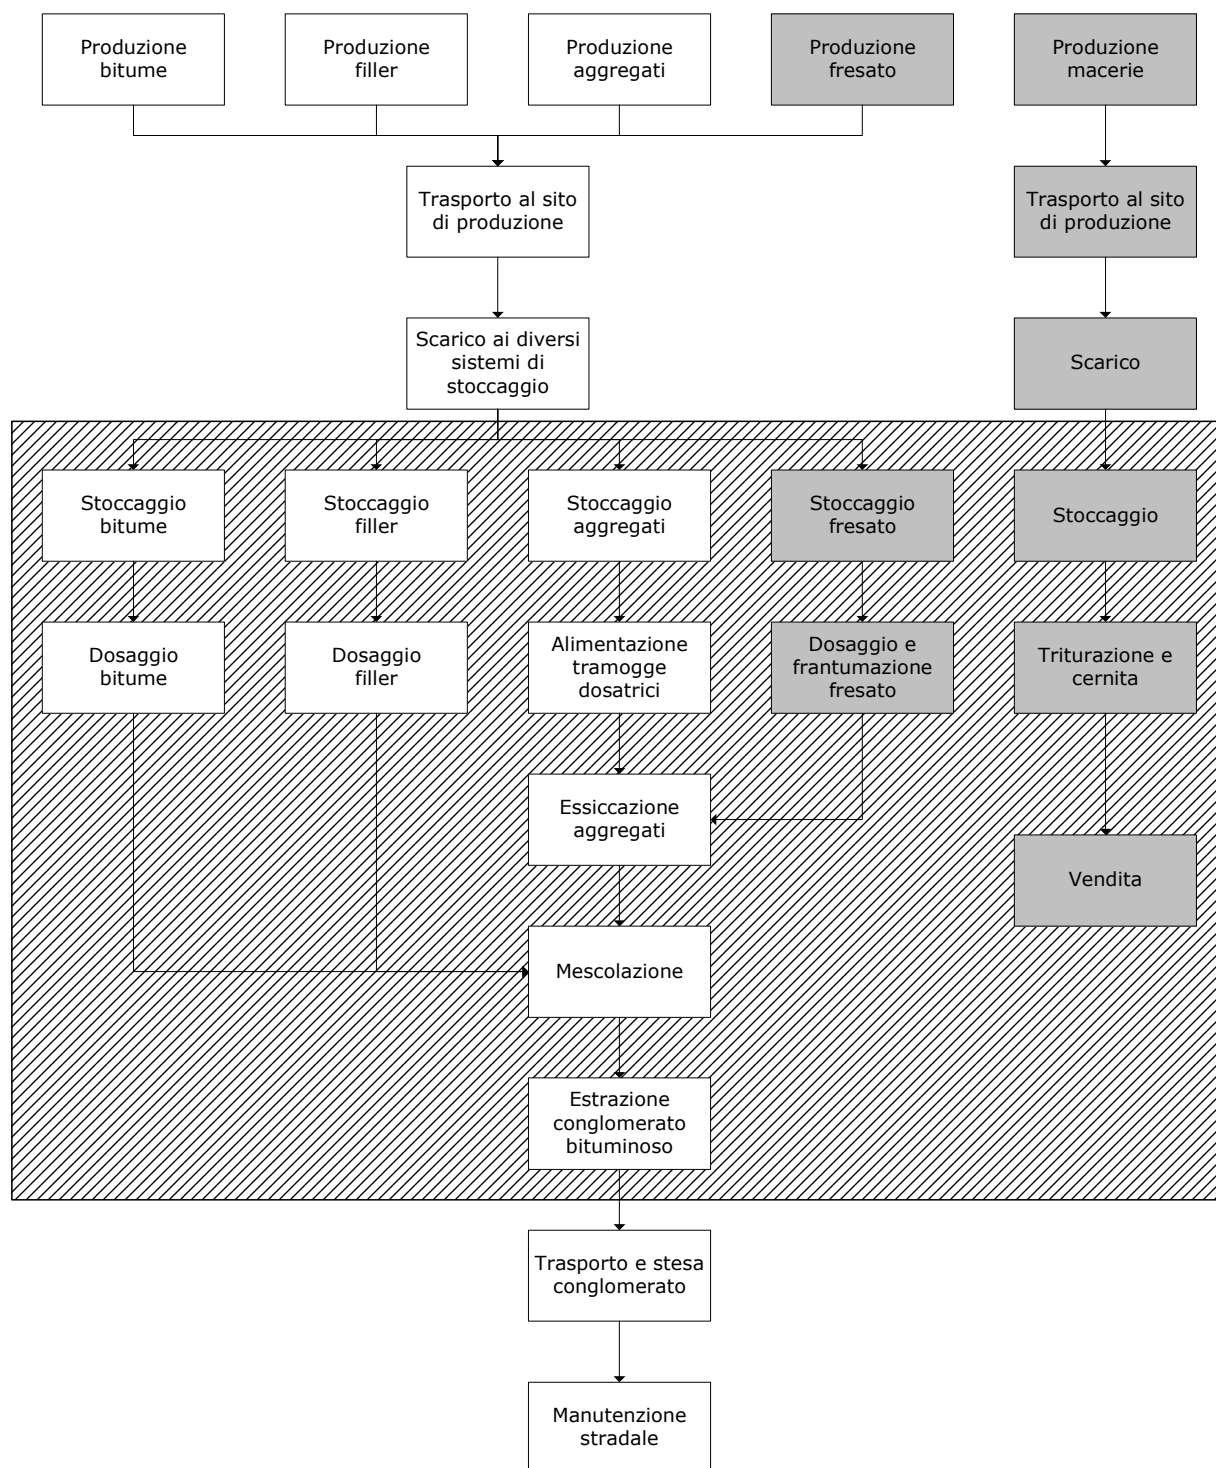 Produzione
bitume
Produzione
filler
Produzione
aggregati
Produzione
fresato
Produzione
macerie
Trasporto al sito
di produzione
Trasporto al sito
di produzione
Scarico ai diversi
sistemi di
stoccaggio
Scarico
Stoccaggio
bitume
Stoccaggio
filler
Stoccaggio
aggregati
Stoccaggio
fresato
Stoccaggio
Dosaggio
bitume
Dosaggio
filler
Alimentazione
tramogge
dosatrici
Dosaggio e
frantumazione
fresato
Triturazione e
cernita
Essiccazione
aggregati
Vendita
Mescolazione
Estrazione
conglomerato
bituminoso
Trasporto e stesa
conglomerato
Manutenzione
stradale